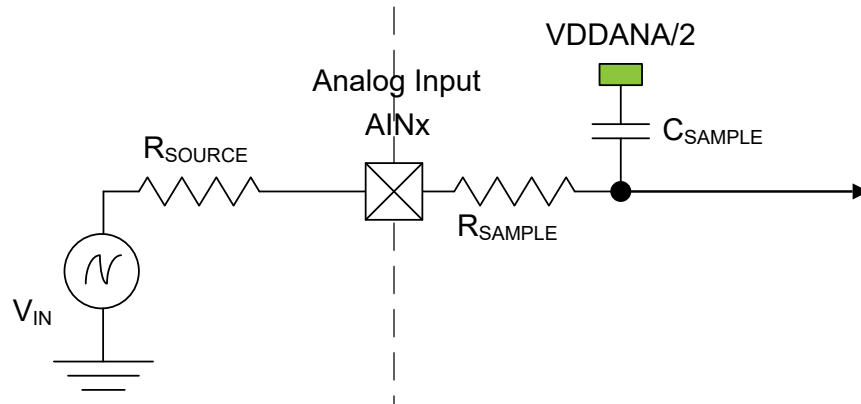 VDDANA/2
Analog Input
AINx
CSAMPLE
RSOURCE
RSAMPLE
VIN